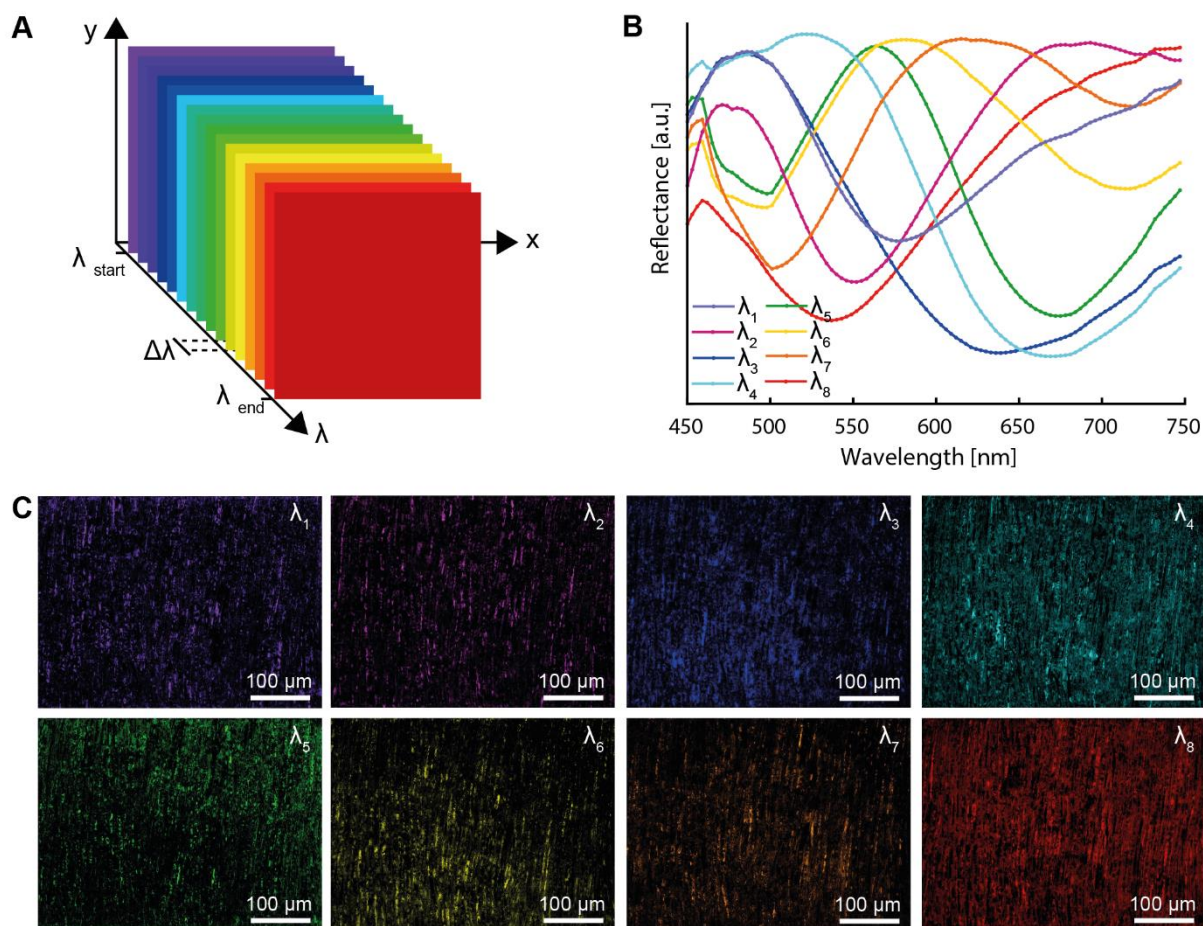 A
y
x
λ start
Δλ
λ end
λ
B
Reflectance [a.u.]
λ1 λ5
λ2 λ6
λ3 λ7
λ4 λ8
450 500 550 600 650 700 750
Wavelength [nm]
C
λ1 λ2 λ3 λ4
100 µm 100 µm 100 µm 100 µm
λ5 λ6 λ7 λ8
100 µm 100 µm 100 µm 100 µm